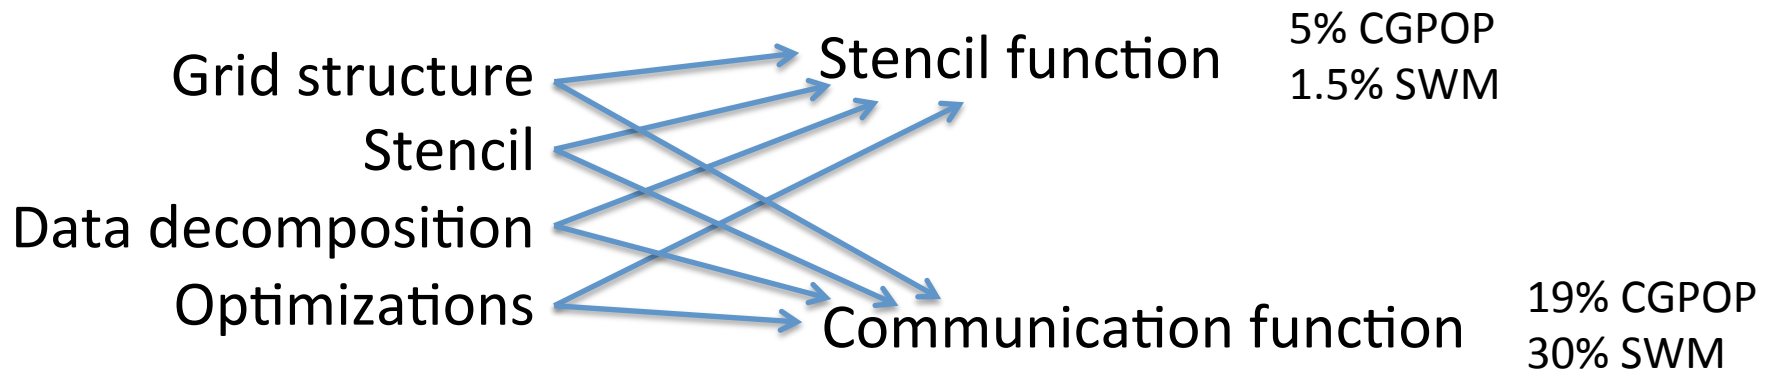 Grid structure
Stencil
Data decomposition
Optimizations
Stencil function
5% CGPOP
1.5% SWM
Communication function
19% CGPOP
30% SWM